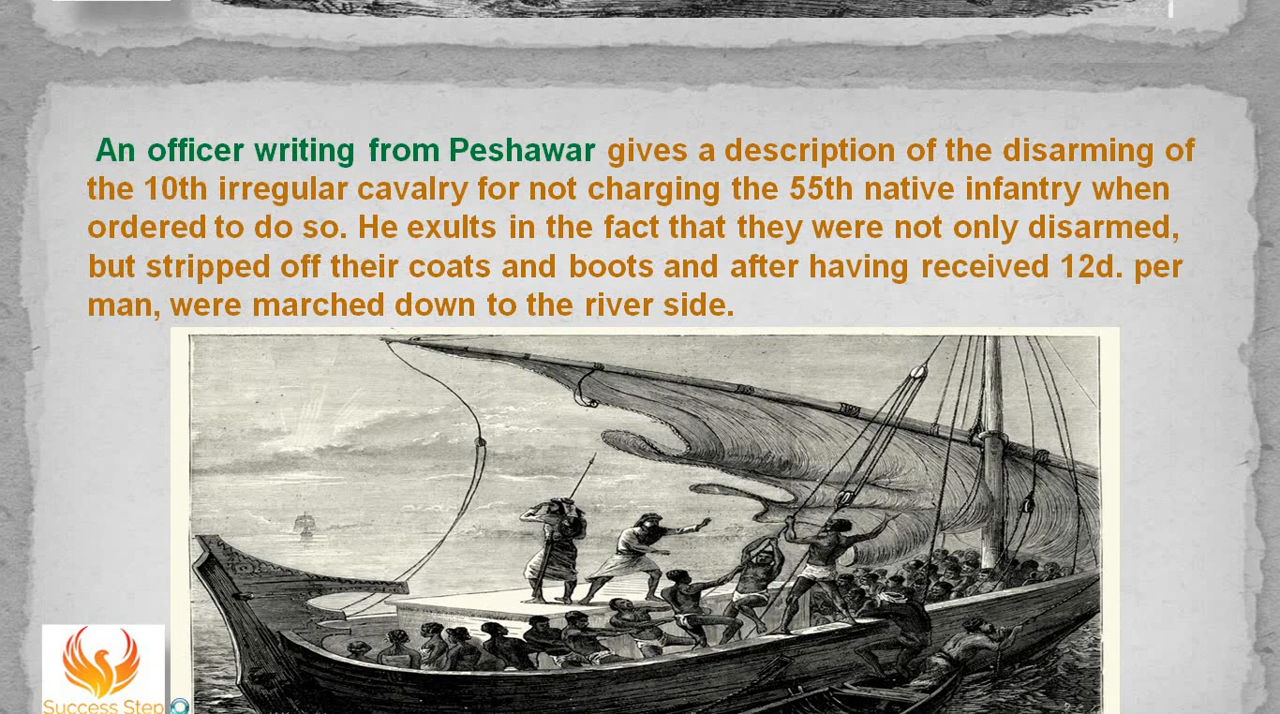 An officer writing from Peshawar gives a description of the disarming of
the 10th irregular cavalry for not charging the 55th native infantry when
ordered to do so. He exults in the fact that they were not only disarmed,
but stripped off their coats and boots and after having received 12d. per
man, were marched down to the river side.
Success Step